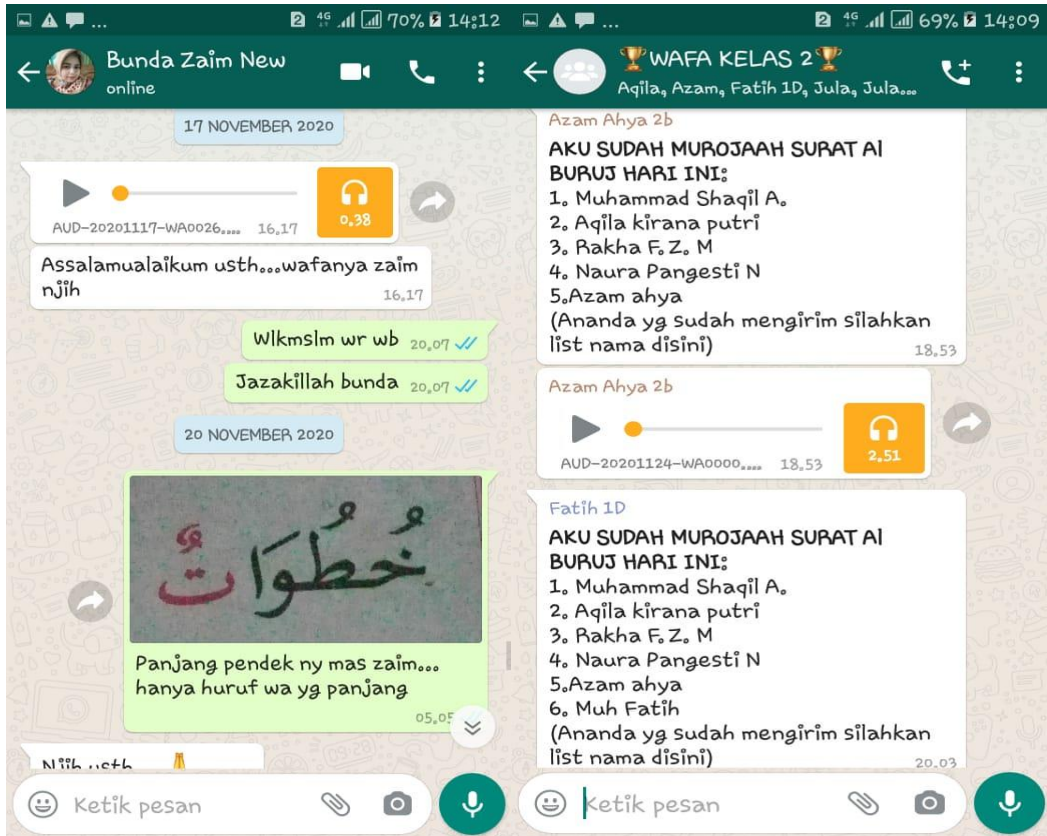 70% 14:12
Bunda Zaim New
online
17 NOVEMBER 2020
0.38
AUD-20201117-WA0026.... 16.17
Assalamualaikum usth...wafanya zaim
njih
16.17
Wlkmslm wr wb 20.07
Jazakillah bunda 20.07
20 NOVEMBER 2020
خُطُوَاتٌ
Panjang pendek ny mas zaim...
hanya huruf wa yg panjang
05.05
Njih usth
Ketik pesan
... 2 4G 69% 14:09
🏆WAFA KELAS 2🏆
Aqila, Azam, Fatih 1D, Jula, Jula...
Azam Ahya 2b
AKU SUDAH MUROJAAH SURAT Al
BURUJ HARI INI:
1. Muhammad Shaqil A.
2. Aqila kirana putri
3. Rakha F. Z. M
4. Naura Pangesti N
5.Azam ahya
(Ananda yg sudah mengirim silahkan
list nama disini)
18.53
Azam Ahya 2b
2.51
AUD-20201124-WA0000.... 18.53
Fatih 1D
AKU SUDAH MUROJAAH SURAT Al
BURUJ HARI INI:
1. Muhammad Shaqil A.
2. Aqila kirana putri
3. Rakha F. Z. M
4. Naura Pangesti N
5.Azam ahya
6. Muh Fatih
(Ananda yg sudah mengirim silahkan
list nama disini)
20.03
Ketik pesan